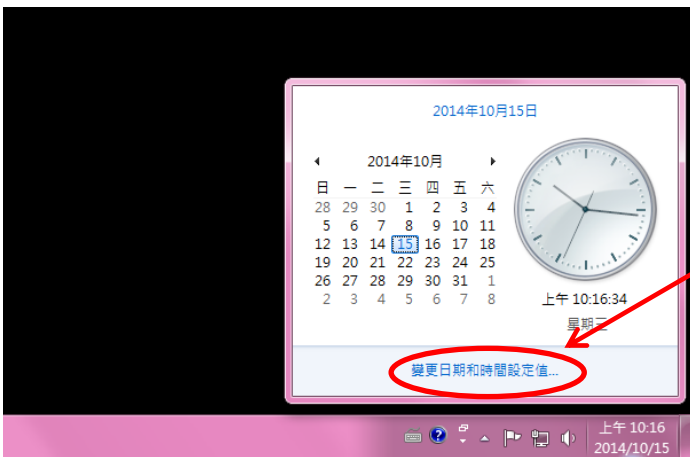 2014年10月15日
2014年10月
日 一 二 三 四 五 六
28 29 30 1 2 3 4
5 6 7 8 9 10 11
12 13 14 15 16 17 18
19 20 21 22 23 24 25
26 27 28 29 30 31 1
2 3 4 5 6 7 8
上午 10:16:34
星期三
變更日期和時間設定值...
上午 10:16
2014/10/15